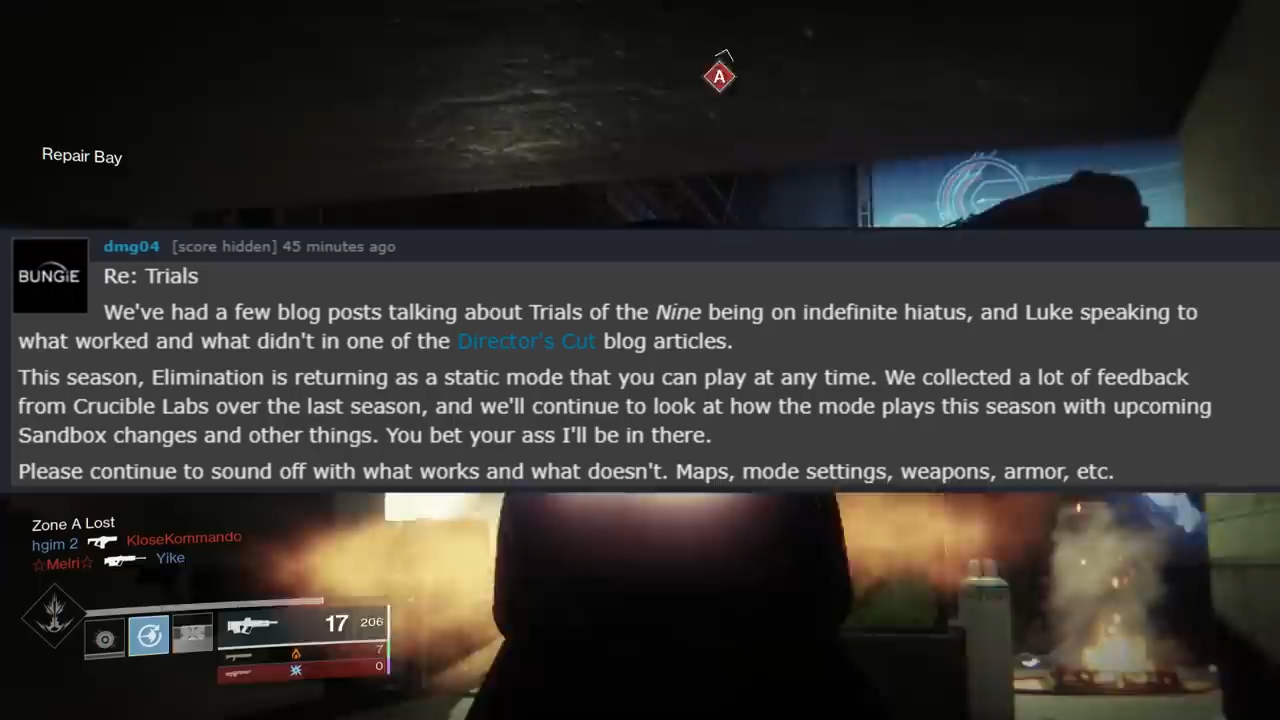 A
Repair Bay
BUNGiE
dmg04 [score hidden] 45 minutes ago
Re: Trials
We've had a few blog posts talking about Trials of the Nine being on indefinite hiatus, and Luke speaking to
what worked and what didn't in one of the Director's Cut blog articles.
This season, Elimination is returning as a static mode that you can play at any time. We collected a lot of feedback
from Crucible Labs over the last season, and we'll continue to look at how the mode plays this season with upcoming
Sandbox changes and other things. You bet your ass I'll be in there.
Please continue to sound off with what works and what doesn't. Maps, mode settings, weapons, armor, etc.
Zone A Lost
hgim 2 KloseKommando
☆Melri☆ Yike
17 206
7
0